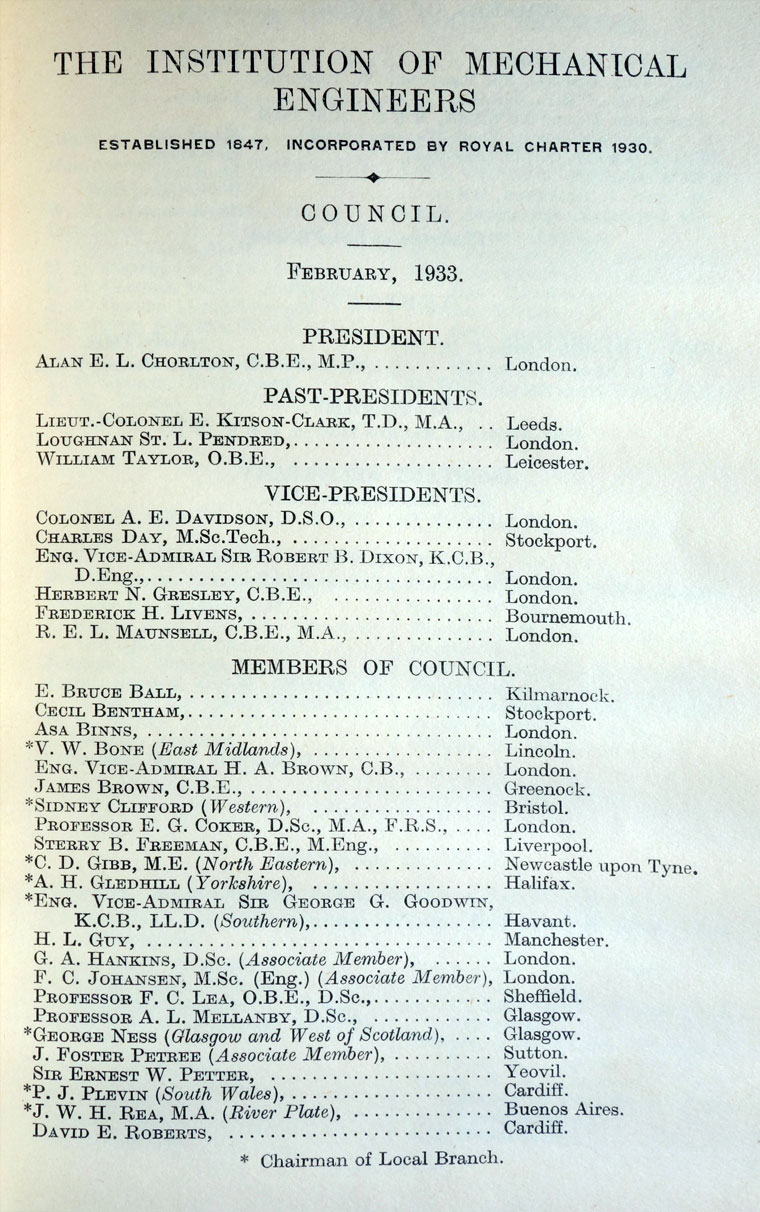 THE INSTITUTION OF MECHANICAL
ENGINEERS
ESTABLISHED 1847, INCORPORATED BY ROYAL CHARTER 1930.
COUNCIL.
FEBRUARY, 1933.
PRESIDENT.
ALAN E. L. CHORLTON, C.B.E., M.P., ............ London.
PAST-PRESIDENTS.
LIEUT.-COLONEL E. KITSON-CLARK, T.D., M.A., .. Leeds.
LOUGHNAN ST. L. PENDRED,.................... London.
WILLIAM TAYLOR, O.B.E., .................... Leicester.
VICE-PRESIDENTS.
COLONEL A. E. DAVIDSON, D.S.O., .............. London.
CHARLES DAY, M.Sc.Tech., .................... Stockport.
ENG. VICE-ADMIRAL SIR ROBERT B. DIXON, K.C.B.,
D.Eng.,.................................. London.
HERBERT N. GRESLEY, C.B.E., ................ London.
FREDERICK H. LIVENS, ........................ Bournemouth.
R. E. L. MAUNSELL, C.B.E., M.A., .............. London.
MEMBERS OF COUNCIL.
E. BRUCE BALL, .............................. Kilmarnock.
CECIL BENTHAM,.............................. Stockport.
ASA BINNS, .................................. London.
*V. W. BONE (East Midlands), .................. Lincoln.
ENG. VICE-ADMIRAL H. A. BROWN, C.B., ........ London.
JAMES BROWN, C.B.E., ........................ Greenock.
*SIDNEY CLIFFORD (Western), .................. Bristol.
PROFESSOR E. G. COKER, D.Sc., M.A., F.R.S., .... London.
STERRY B. FREEMAN, C.B.E., M.Eng., .......... Liverpool.
*C. D. GIBB, M.E. (North Eastern), .............. Newcastle upon Tyne.
*A. H. GLEDHILL (Yorkshire), .................. Halifax.
*ENG. VICE-ADMIRAL SIR GEORGE G. GOODWIN,
K.C.B., LL.D. (Southern),.................. Havant.
H. L. GUY, .................................. Manchester.
G. A. HANKINS, D.Sc. (Associate Member), ...... London.
F. C. JOHANSEN, M.Sc. (Eng.) (Associate Member), London.
PROFESSOR F. C. LEA, O.B.E., D.Sc.,............ Sheffield.
PROFESSOR A. L. MELLANBY, D.Sc., ............ Glasgow.
*GEORGE NESS (Glasgow and West of Scotland), .... Glasgow.
J. FOSTER PETREE (Associate Member), .......... Sutton.
SIR ERNEST W. PETTER, ...................... Yeovil.
*P. J. PLEVIN (South Wales), .................... Cardiff.
*J. W. H. REA, M.A. (River Plate), .............. Buenos Aires.
DAVID E. ROBERTS, .......................... Cardiff.
* Chairman of Local Branch.